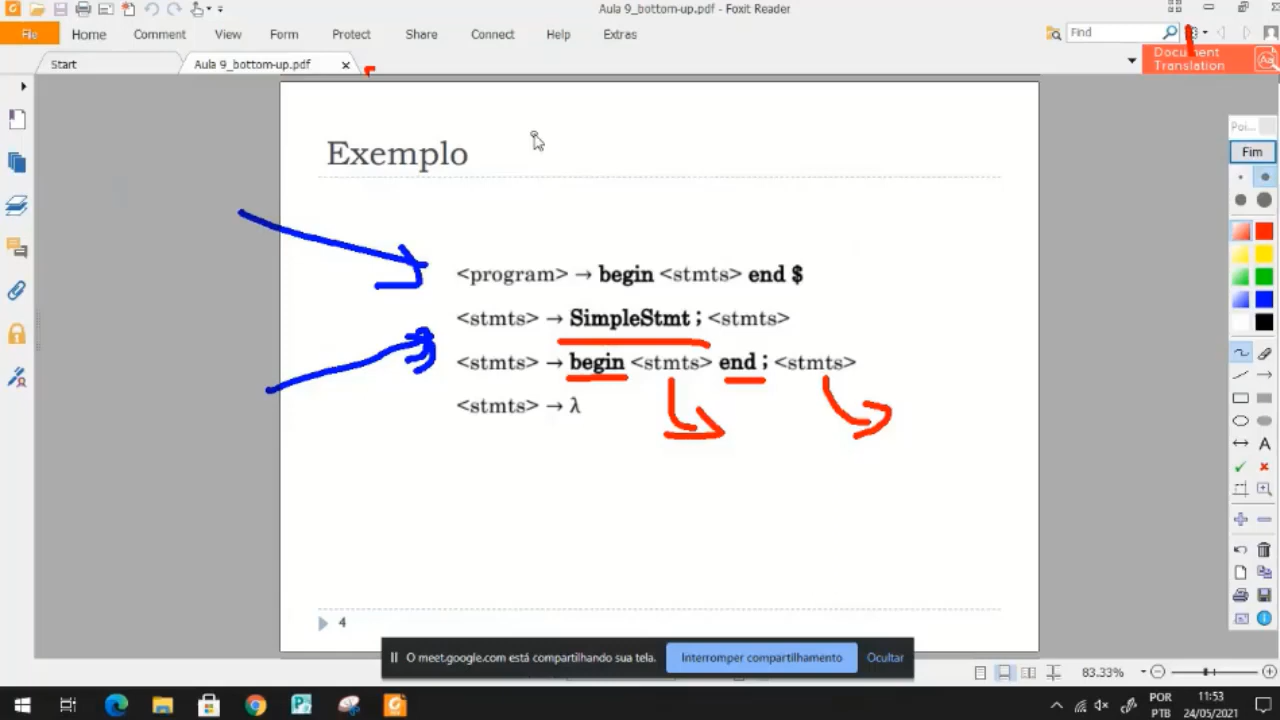 Aula 9_bottom-up.pdf - Foxit Reader
File Home Comment View Form Protect Share Connect Help Extras
Find
Document
Translation
Start
Aula 9_bottom-up.pdf
Poi...
Fim
Exemplo
<program> → begin <stmts> end $
<stmts> → SimpleStmt ; <stmts>
<stmts> → begin <stmts> end ; <stmts>
<stmts> → λ
A
4
O meet.google.com está compartilhando sua tela.
Interromper compartilhamento
Ocultar
83.33%
POR
PTB
11:53
24/05/2021